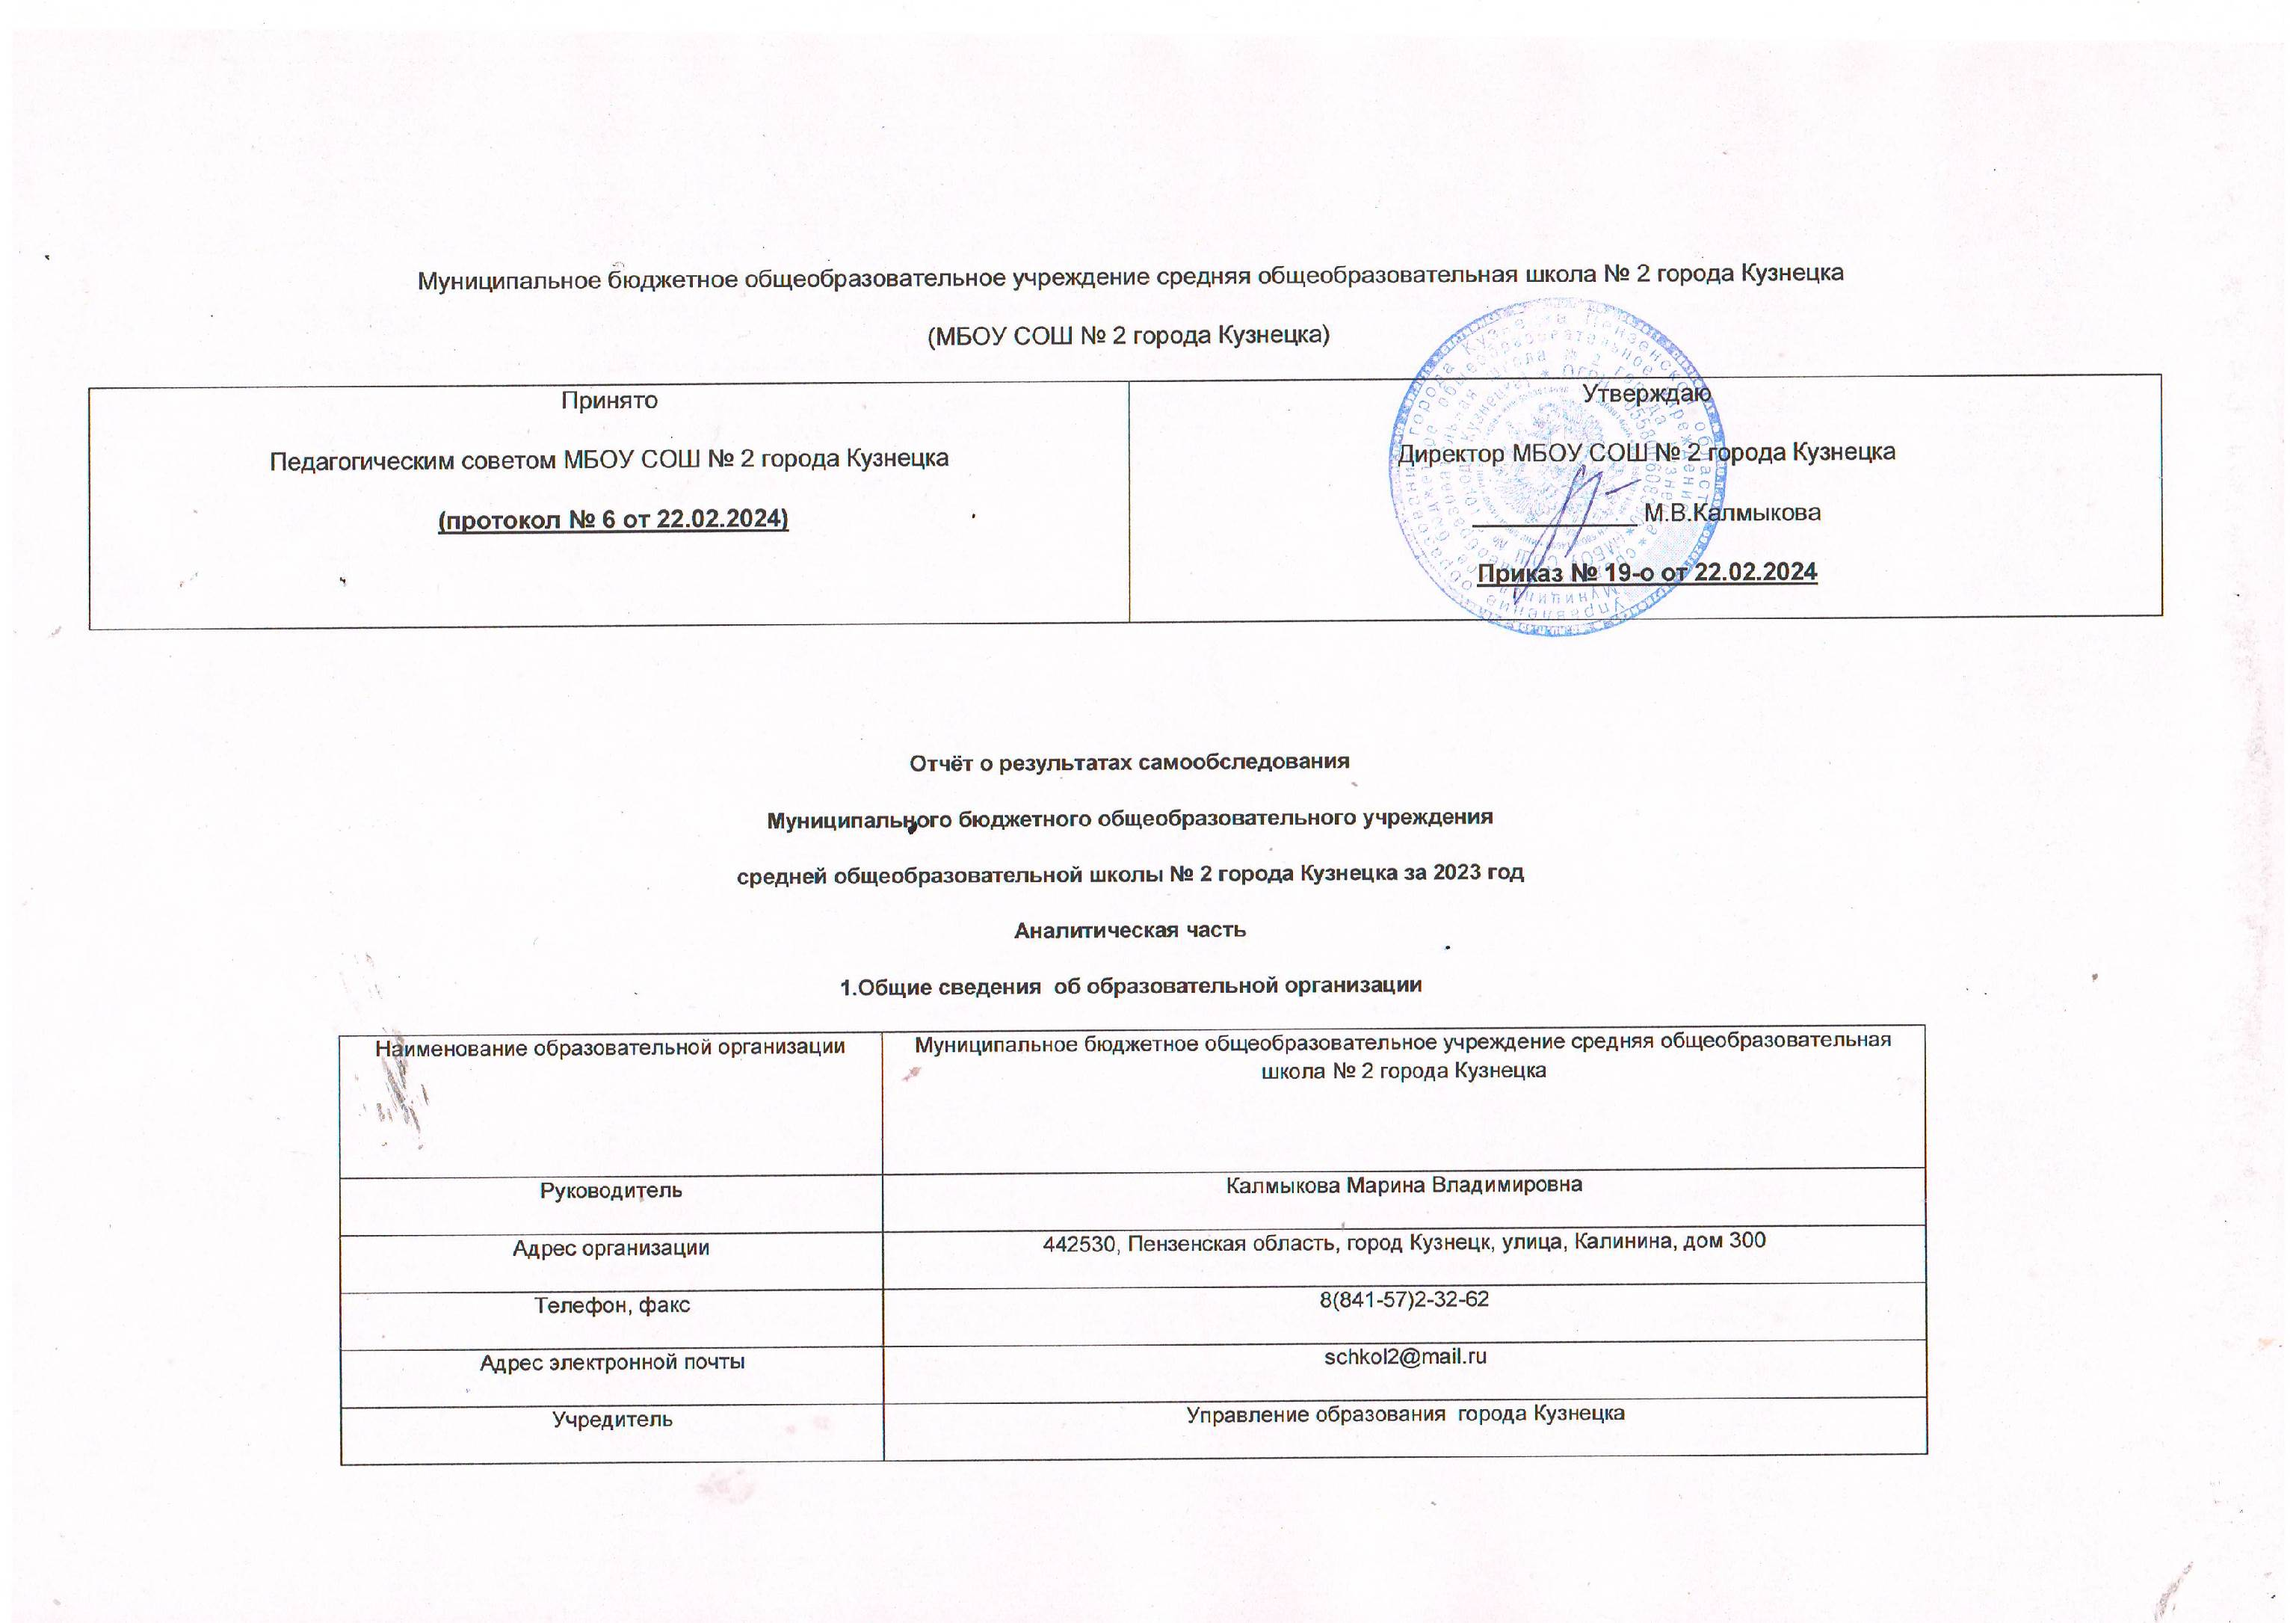 Муниципальное бюджетное общеобразовательное учреждение средняя общеобразовательная школа № 2 города Кузнецка
(МБОУ СОШ № 2 города Кузнецка)
Принято
Педагогическим советом МБОУ СОШ № 2 города Кузнецка
(протокол № 6 от 22.02.2024)
Утверждаю
Директор МБОУ СОШ № 2 города Кузнецка
М.В.Калмыкова
Приказ № 19-о от 22.02.2024
Отчёт о результатах самообследования
Муниципального бюджетного общеобразовательного учреждения
средней общеобразовательной школы № 2 города Кузнецка за 2023 год
Аналитическая часть
1.Общие сведения об образовательной организации
Наименование образовательной организации
Муниципальное бюджетное общеобразовательное учреждение средняя общеобразовательная
школа № 2 города Кузнецка
Руководитель
Калмыкова Марина Владимировна
Адрес организации
442530, Пензенская область, город Кузнецк, улица, Калинина, дом 300
Телефон, факс
8(841-57)2-32-62
Адрес электронной почты
schkol2@mail.ru
Учредитель
Управление образования города Кузнецка